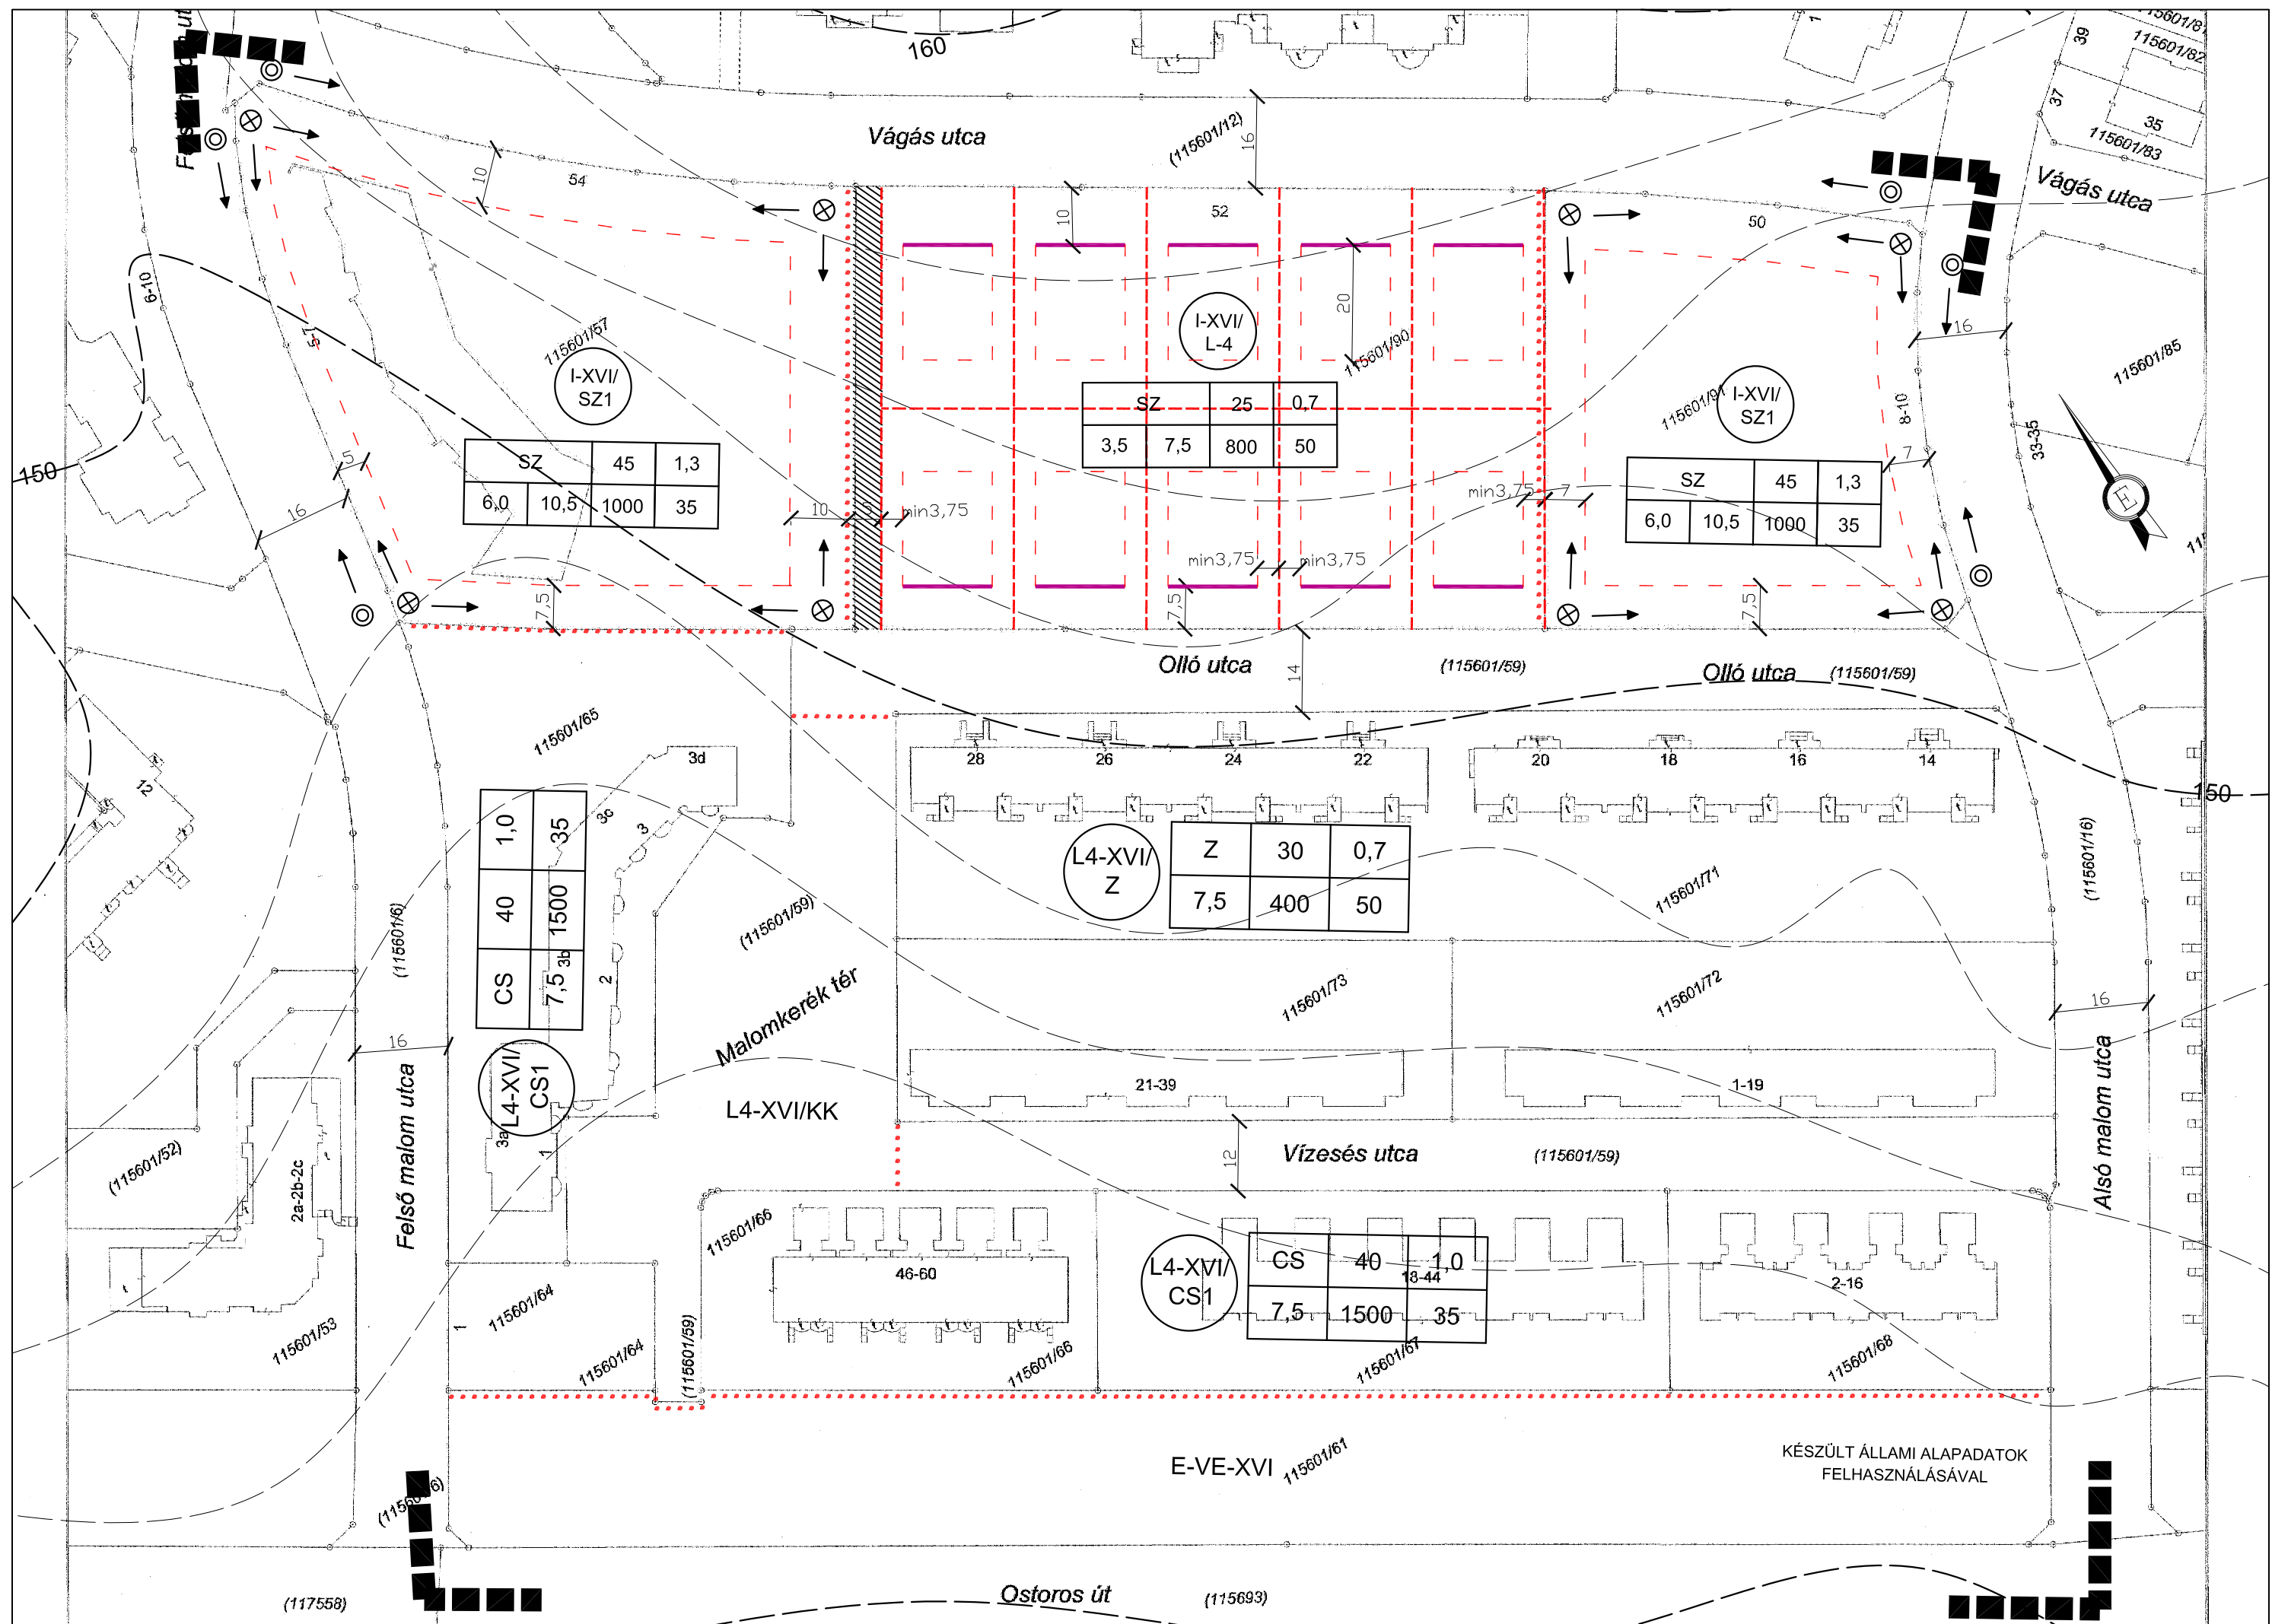 160
115601/82
39
37
35
115601/83
Vágás utca
(115601/12)
16
Vágás utca
54
10
52
10
50
6-10
5-7
115601/57
I-XVI/
SZ1
20
I-XVI/
L-4
115601/90
16
115601/85
115601/91
I-XVI/
SZ1
8-10
33-35
SZ 25 0,7
3,5 7,5 800 50
150
5
16
SZ 45 1,3
6,0 10,5 1000 35
SZ 45 1,3
6,0 10,5 1000 35
7
min3,75
7
10
min3,75
E
min3,75
min3,75
7,5
7,5
7,5
Olló utca
(115601/59)
Olló utca
(115601/59)
14
115601/65
3d
28
26
24
22
20
18
16
14
150
12
3c
3
CS 40 1,0
7,5 1500 35
3b
2
L4-XVI/
Z
Z 30 0,7
7,5 400 50
115601/71
(115601/16)
(115601/6)
(115601/59)
Malomkerék tér
115601/73
115601/72
16
16
L4-XVI/
CS1
3a
1
21-39
1-19
L4-XVI/KK
Felső malom utca
Alsó malom utca
(115601/52)
2a-2b-2c
12
Vízesés utca
(115601/59)
115601/66
46-60
L4-XVI/
CS1
CS 40 1,0
7,5 1500 35
18-44
2-16
115601/53
1
115601/64
115601/64
(115601/59)
115601/66
115601/67
115601/68
E-VE-XVI
115601/61
KÉSZÜLT ÁLLAMI ALAPADATOK
FELHASZNÁLÁSÁVAL
Ostoros út
(115693)
(117558)